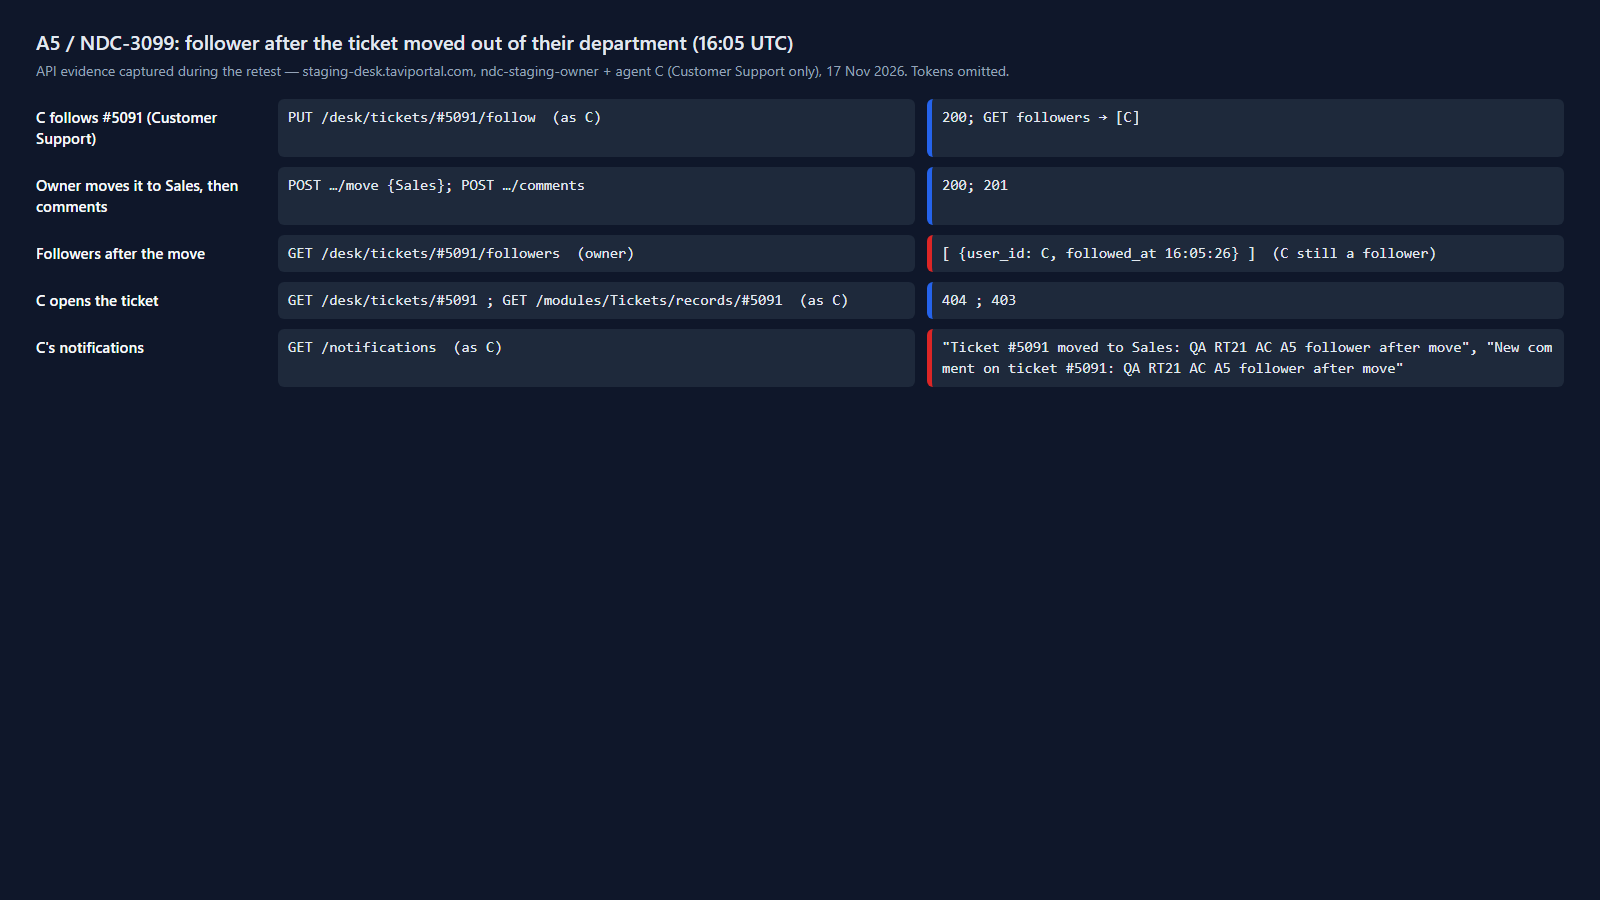 A5 / NDC-3099: follower after the ticket moved out of their department (16:05 UTC)
API evidence captured during the retest — staging-desk.taviportal.com, ndc-staging-owner + agent C (Customer Support only), 17 Nov 2026. Tokens omitted.
C follows #5091 (Customer
Support)
PUT /desk/tickets/#5091/follow  (as C)
200; GET followers → [C]
Owner moves it to Sales, then
comments
POST …/move {Sales}; POST …/comments
200; 201
Followers after the move
GET /desk/tickets/#5091/followers  (owner)
[ {user_id: C, followed_at 16:05:26} ]  (C still a follower)
C opens the ticket
GET /desk/tickets/#5091 ; GET /modules/Tickets/records/#5091  (as C)
404 ; 403
C's notifications
GET /notifications  (as C)
"Ticket #5091 moved to Sales: QA RT21 AC A5 follower after move", "New com
ment on ticket #5091: QA RT21 AC A5 follower after move"